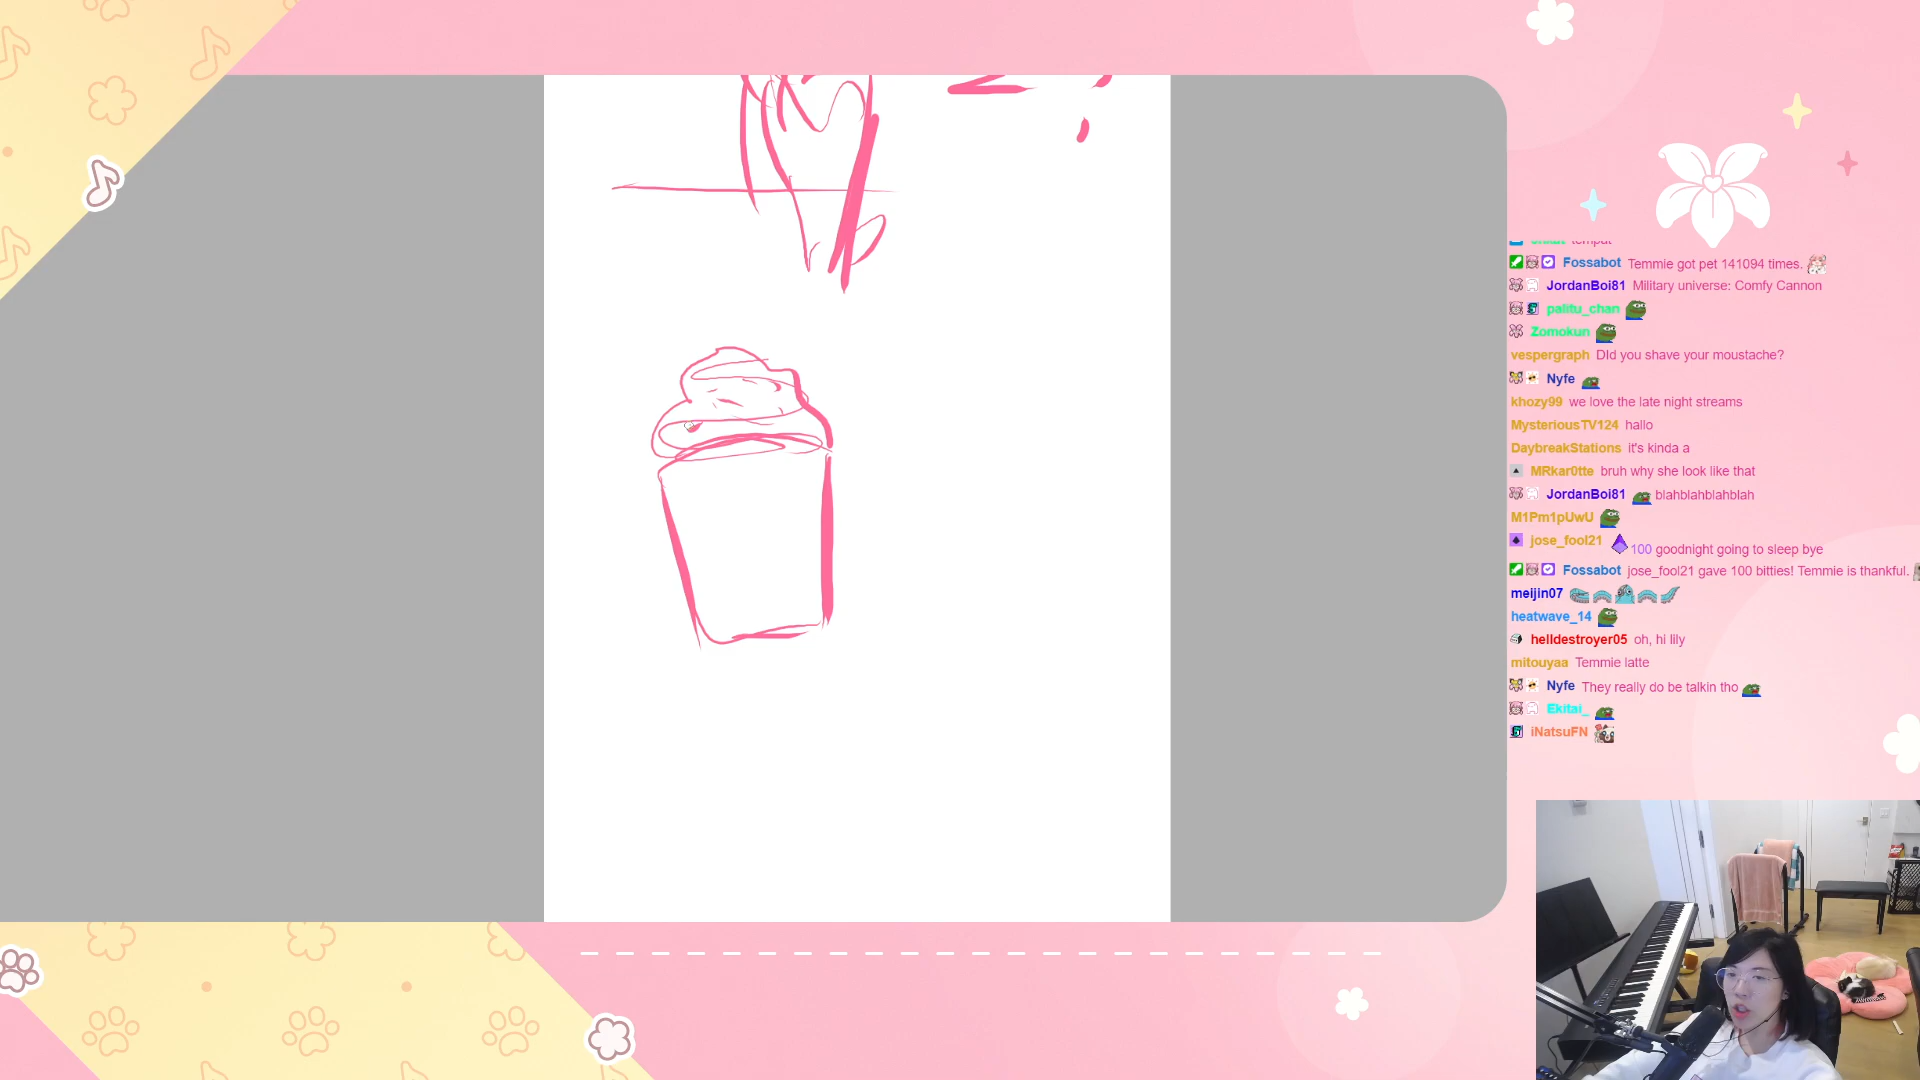 Fossabot Temmie got pet 141094 times.
JordanBoi81 Military universe: Comfy Cannon
palitu_chan
Zomokun
vespergraph DId you shave your moustache?
Nyfe
khozy99 we love the late night streams
MysteriousTV124 hallo
DaybreakStations it's kinda a
MRkar0tte bruh why she look like that
JordanBoi81 blahblahblahblah
M1Pm1pUwU
jose_fool21 100 goodnight going to sleep bye
Fossabot jose_fool21 gave 100 bitties! Temmie is thankful.
meijin07
heatwave_14
helldestroyer05 oh, hi lily
mitouyaa Temmie latte
Nyfe They really do be talkin tho
Ekitai_
iNatsuFN